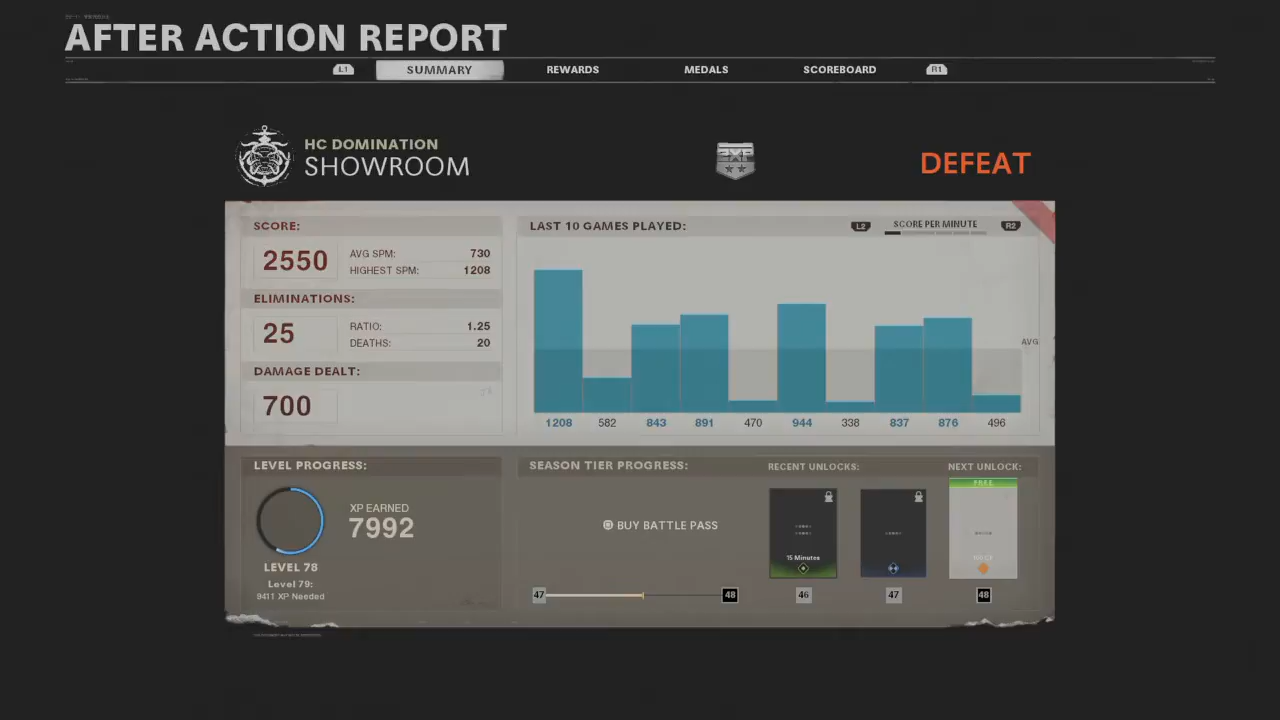 AFTER ACTION REPORT
L1 SUMMARY REWARDS MEDALS SCOREBOARD R1
HC DOMINATION
SHOWROOM
2XP
DEFEAT
SCORE:
2550
AVG SPM: 730
HIGHEST SPM: 1208
ELIMINATIONS:
25
RATIO: 1.25
DEATHS: 20
DAMAGE DEALT:
700
LAST 10 GAMES PLAYED:
L2 SCORE PER MINUTE R2
AVG
1208 582 843 891 470 944 338 837 876 496
LEVEL PROGRESS:
XP EARNED
7992
LEVEL 78
Level 79:
9411 XP Needed
SEASON TIER PROGRESS:
BUY BATTLE PASS
47 48
RECENT UNLOCKS:
15 Minutes
46 47
NEXT UNLOCK:
FREE
48